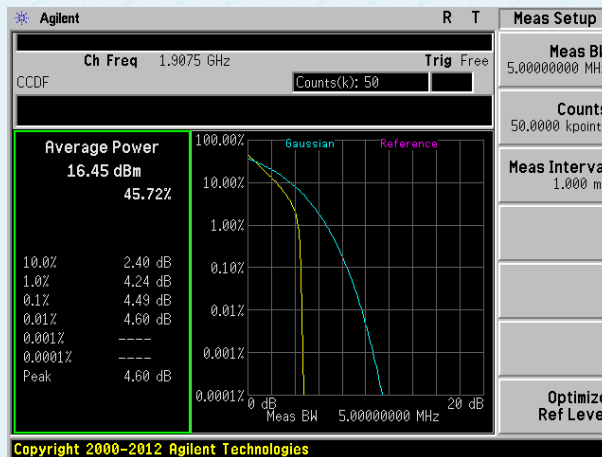 Agilent R T
Ch Freq 1.9075 GHz Trig Free
CCDF Counts(k): 50
Average Power
16.45 dBm
45.72%
10.0% 2.40 dB
1.0% 4.24 dB
0.1% 4.49 dB
0.01% 4.60 dB
0.001% ----
0.0001% ----
Peak 4.60 dB
Gaussian Reference
100.00%
10.00%
1.00%
0.10%
0.01%
0.001%
0.0001%
0 dB 20 dB
Meas BW 5.00000000 MHz
Meas Setup
Meas B
5.00000000 MH
Counts
50.0000 kpoint
Meas Interva
1.000 m
Optimize
Ref Leve
Copyright 2000-2012 Agilent Technologies